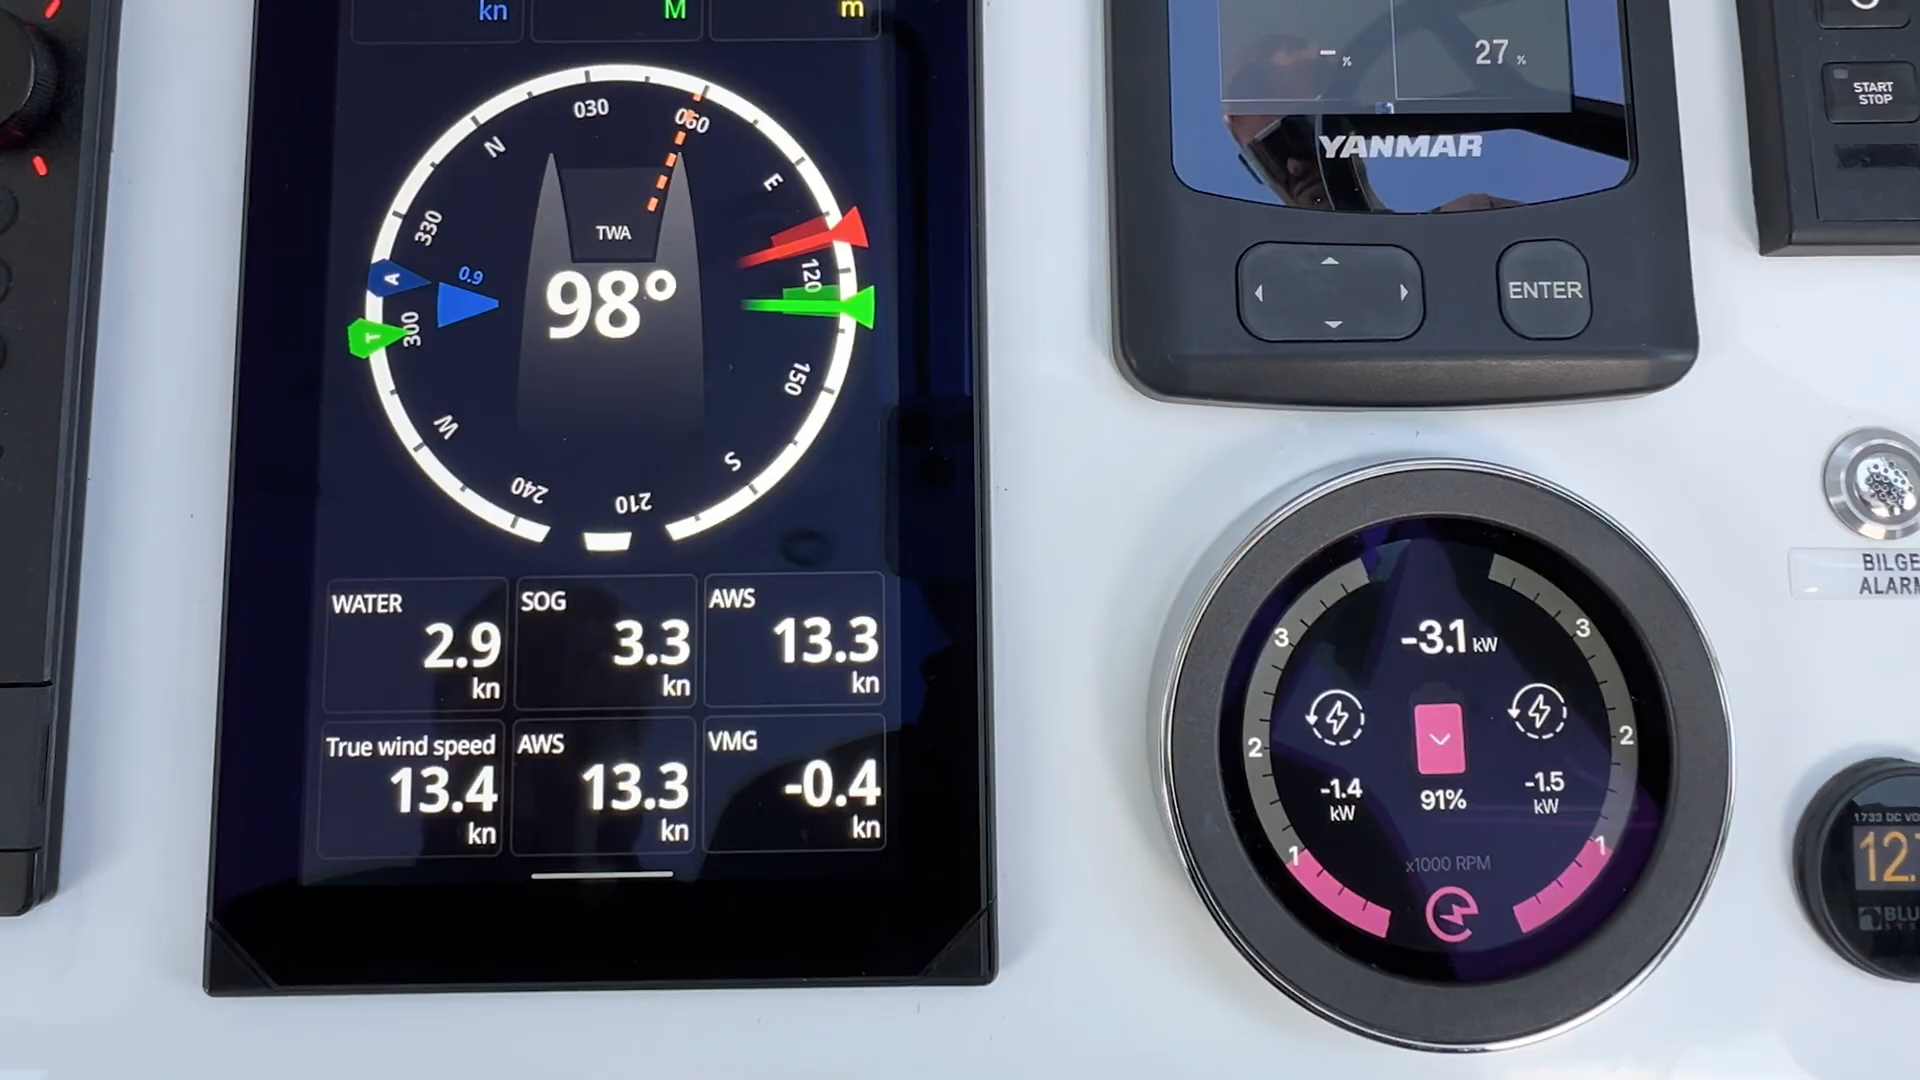 kn
M
m
030
060
N
E
330
TWA
A
0.9
120
98°
T
300
150
W
S
240
210
WATER
2.9
kn
SOG
3.3
kn
AWS
13.3
kn
True wind speed
13.4
kn
AWS
13.3
kn
VMG
-0.4
kn
- %
27 %
YANMAR
ENTER
START
STOP
BILGE
3
-3.1 kW
3
2
2
-1.4
kW
91%
-1.5
kW
1
1
x1000 RPM
1733 DC VO
12.
BLU